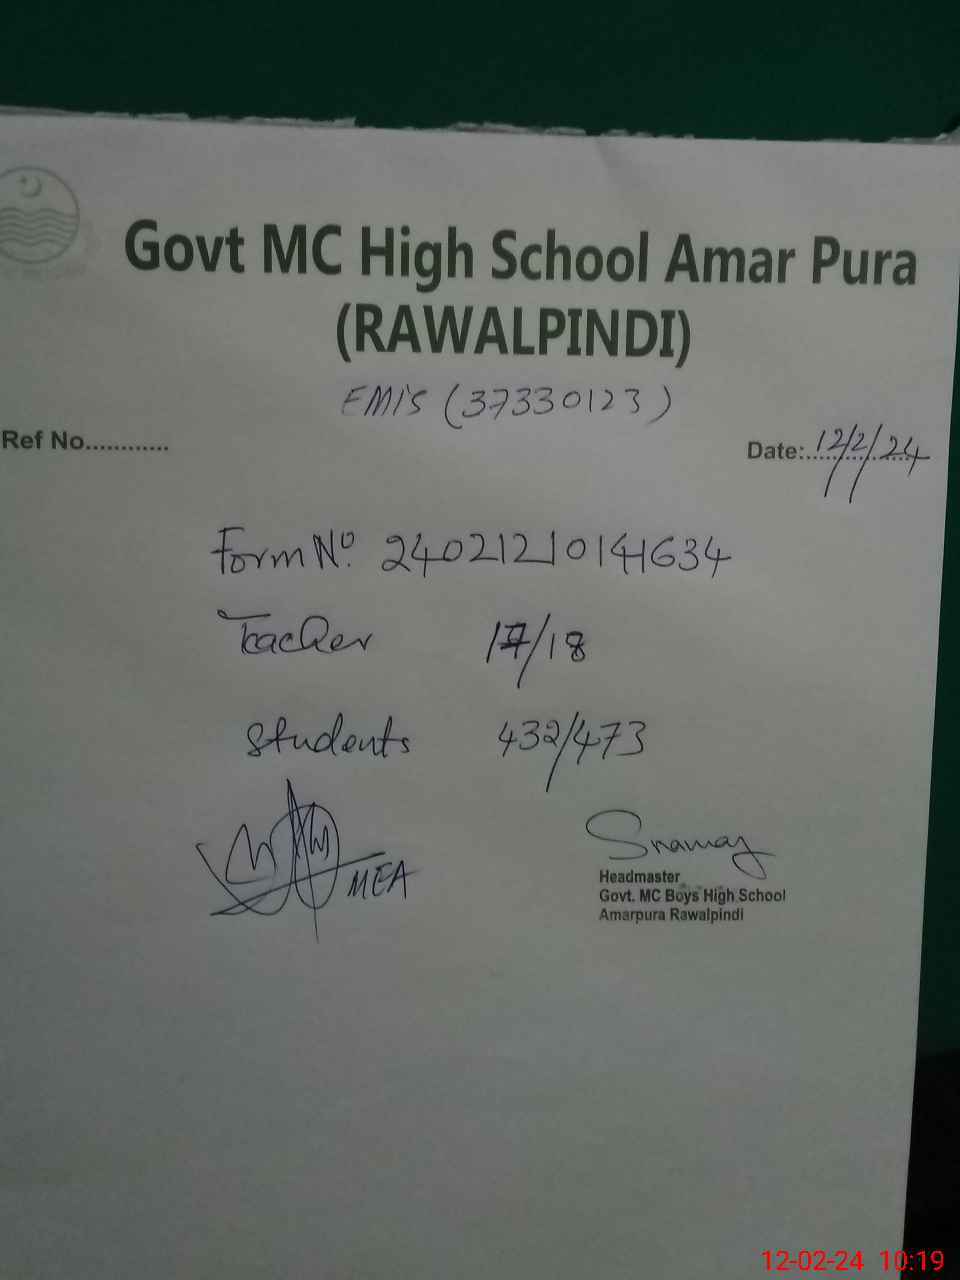 Govt MC High School Amar Pura
(RAWALPINDI)
EMIS (37330123)
Ref No............
Date:..12/2/24
Form No. 24021210141634
Teacher 17/18
Students 432/473
MEA
Headmaster
Govt. MC Boys High School
Amarpura Rawalpindi
12-02-24 10:19